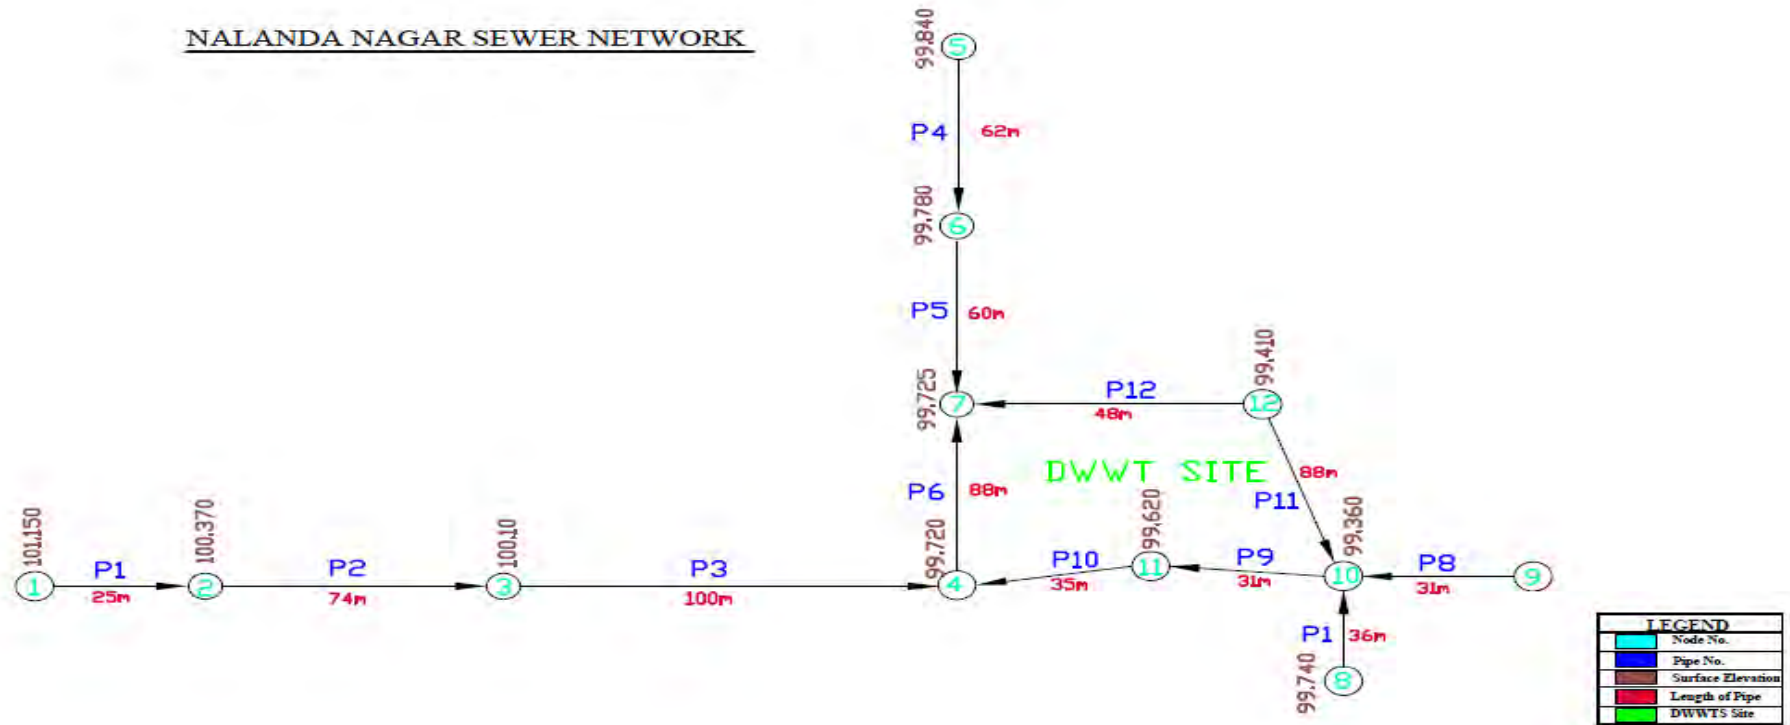 NALANDA NAGAR SEWER NETWORK
99.840
5
P4 62m
99.780
6
P5 60m
99.725
7
P12
48m
99.410
12
DWWT SITE
P6 88m
88m
P11
101.150
1
P1
25m
100.370
2
P2
74m
100.10
3
P3
100m
99.720
4
P10
35m
99.620
11
P9
31m
99.360
10
P8
31m
9
P1 36m
99.740
8
LEGEND
Node No.
Pipe No.
Surface Elevation
Length of Pipe
DWWTS Site